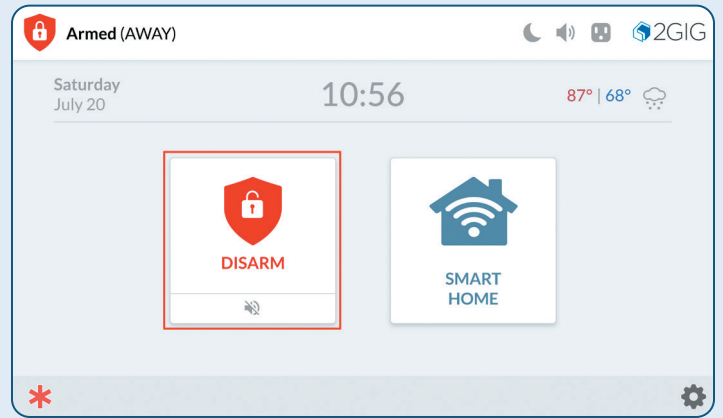 Armed (AWAY)
2GIG
Saturday
July 20
10:56
87° | 68°
DISARM
SMART
HOME